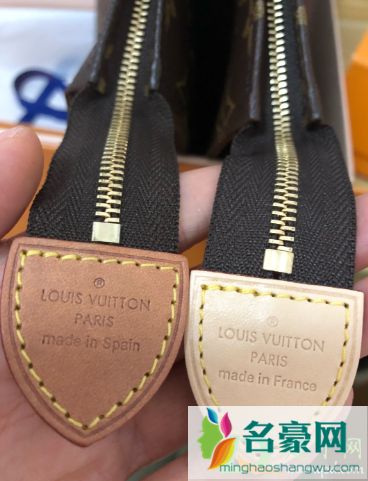 ®
LOUIS VUITTON
PARIS
made in Spain
®
LOUIS VUITTON
PARIS
made in France
名豪网
minghaoshangwu.com